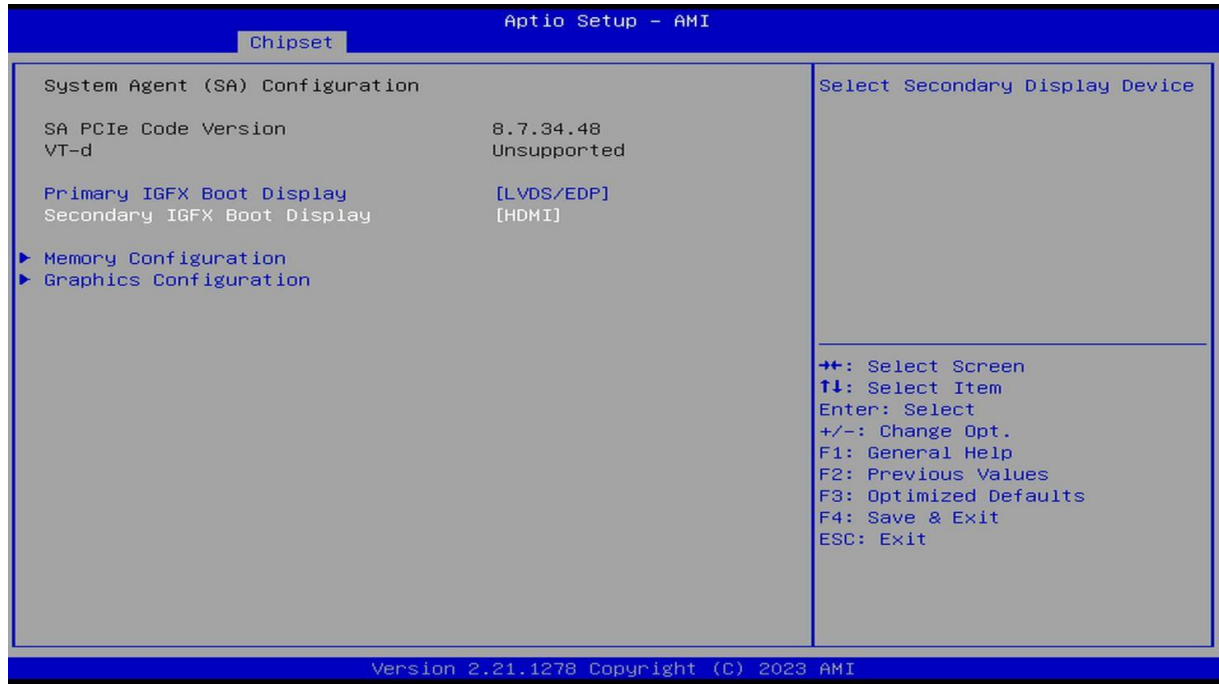 Aptio Setup – AMI
Chipset
System Agent (SA) Configuration
SA PCIe Code Version 8.7.34.48
VT-d Unsupported
Primary IGFX Boot Display [LVDS/EDP]
Secondary IGFX Boot Display [HDMI]
▶ Memory Configuration
▶ Graphics Configuration
Select Secondary Display Device
→←: Select Screen
↑↓: Select Item
Enter: Select
+/-: Change Opt.
F1: General Help
F2: Previous Values
F3: Optimized Defaults
F4: Save & Exit
ESC: Exit
Version 2.21.1278 Copyright (C) 2023 AMI